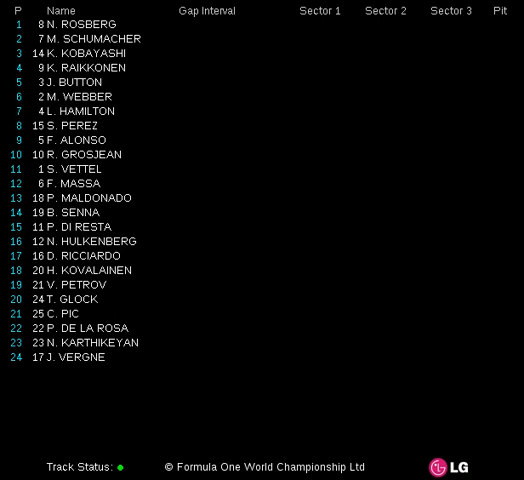 P Name Gap Interval Sector 1 Sector 2 Sector 3 Pit
1 8 N. ROSBERG
2 7 M. SCHUMACHER
3 14 K. KOBAYASHI
4 9 K. RAIKKONEN
5 3 J. BUTTON
6 2 M. WEBBER
7 4 L. HAMILTON
8 15 S. PEREZ
9 5 F. ALONSO
10 10 R. GROSJEAN
11 1 S. VETTEL
12 6 F. MASSA
13 18 P. MALDONADO
14 19 B. SENNA
15 11 P. DI RESTA
16 12 N. HULKENBERG
17 16 D. RICCIARDO
18 20 H. KOVALAINEN
19 21 V. PETROV
20 24 T. GLOCK
21 25 C. PIC
22 22 P. DE LA ROSA
23 23 N. KARTHIKEYAN
24 17 J. VERGNE
Track Status: © Formula One World Championship Ltd LG